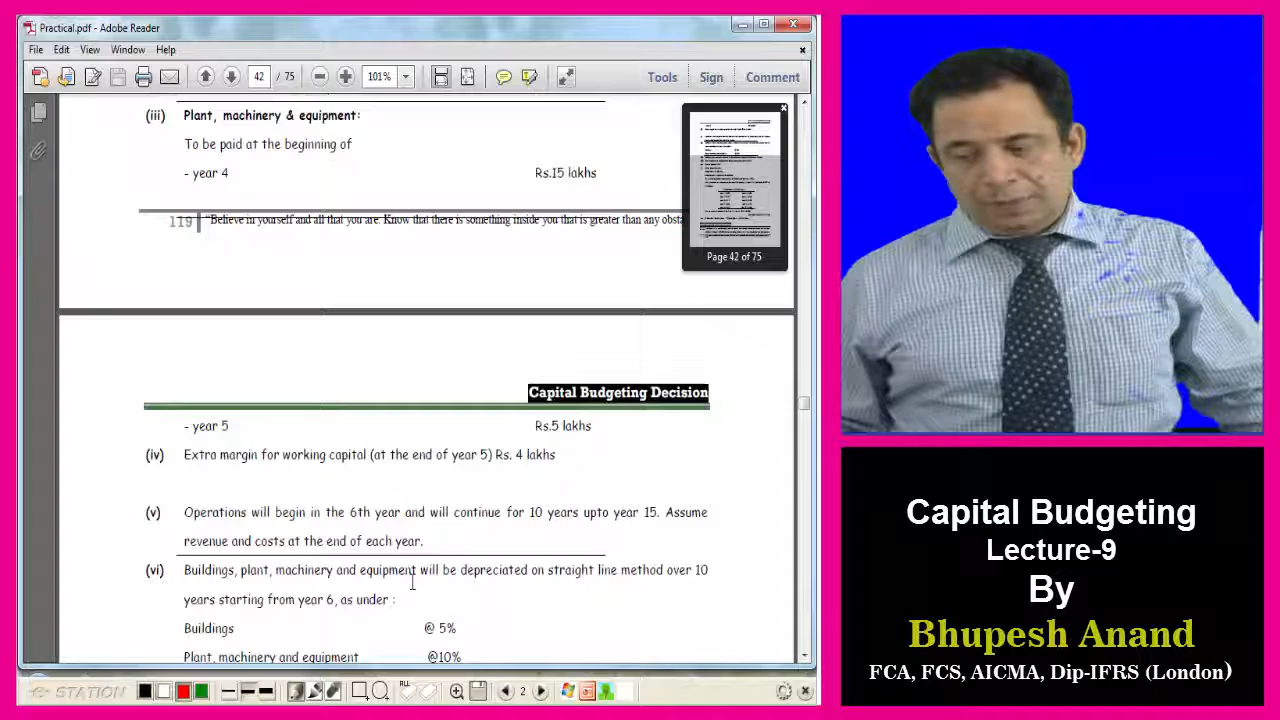 Practical.pdf - Adobe Reader
File Edit View Window Help
42 / 75 101% Tools Sign Comment
(iii) Plant, machinery & equipment:
To be paid at the beginning of
- year 4 Rs.15 lakhs
119 "Believe in yourself and all that you are. Know that there is something inside you that is greater than any obsta
Page 42 of 75
Capital Budgeting Decision
- year 5 Rs.5 lakhs
(iv) Extra margin for working capital (at the end of year 5) Rs. 4 lakhs
(v) Operations will begin in the 6th year and will continue for 10 years upto year 15. Assume
revenue and costs at the end of each year.
(vi) Buildings, plant, machinery and equipment will be depreciated on straight line method over 10
years starting from year 6, as under :
Buildings @ 5%
Plant, machinery and equipment @10%
e STATION 2
Capital Budgeting
Lecture-9
By
Bhupesh Anand
FCA, FCS, AICMA, Dip-IFRS (London)